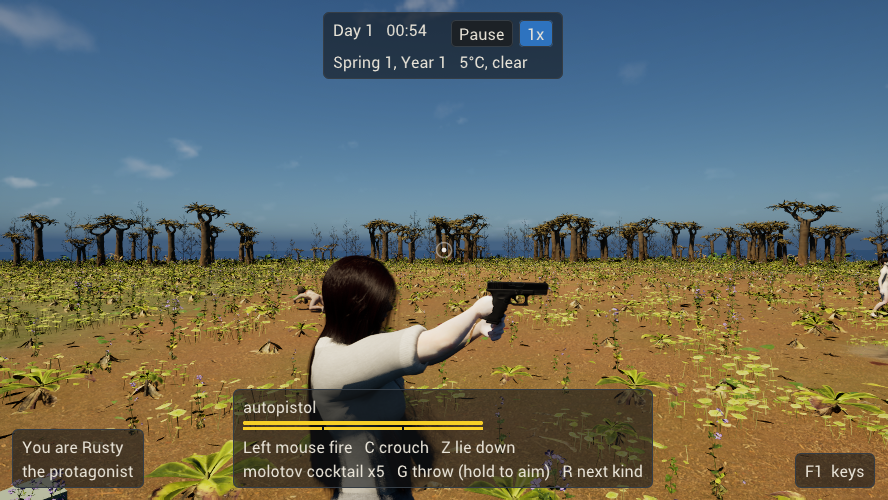 Day 1 00:54 Pause 1x
Spring 1, Year 1 5°C, clear
autopistol
Left mouse fire C crouch Z lie down
molotov cocktail x5 G throw (hold to aim) R next kind
You are Rusty
the protagonist
F1 keys